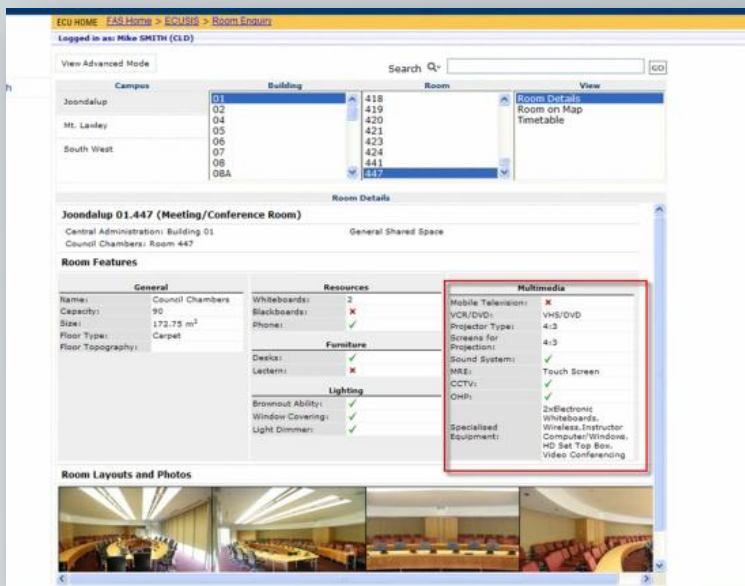 ECU HOME FAS Home > ECUSIS > Room Enquiry
Logged in as: Mike SMITH (CLD)
View Advanced Mode
Search
GO
h
Campus Building Room View
Joondalup
Mt. Lawley
South West
01
02
04
05
06
07
08
08A
418
419
420
421
423
424
441
447
Room Details
Room on Map
Timetable
Room Details
Joondalup 01.447 (Meeting/Conference Room)
Central Administration: Building 01 General Shared Space
Council Chambers: Room 447
Room Features
General
Name: Council Chambers
Capacity: 90
Size: 172.75 m²
Floor Type: Carpet
Floor Topography:
Resources
Whiteboards: 2
Blackboards:
Phone:
Furniture
Desks:
Lectern:
Lighting
Brownout Ability:
Window Covering:
Light Dimmer:
Multimedia
Mobile Television:
VCR/DVD: VHS/DVD
Projector Type: 4:3
Screens for
Projection: 4:3
Sound System:
MRE: Touch Screen
CCTV:
OHP:
Specialised
Equipment:
2xElectronic
Whiteboards,
Wireless,Instructor
Computer/Windows,
HD Set Top Box,
Video Conferencing
Room Layouts and Photos